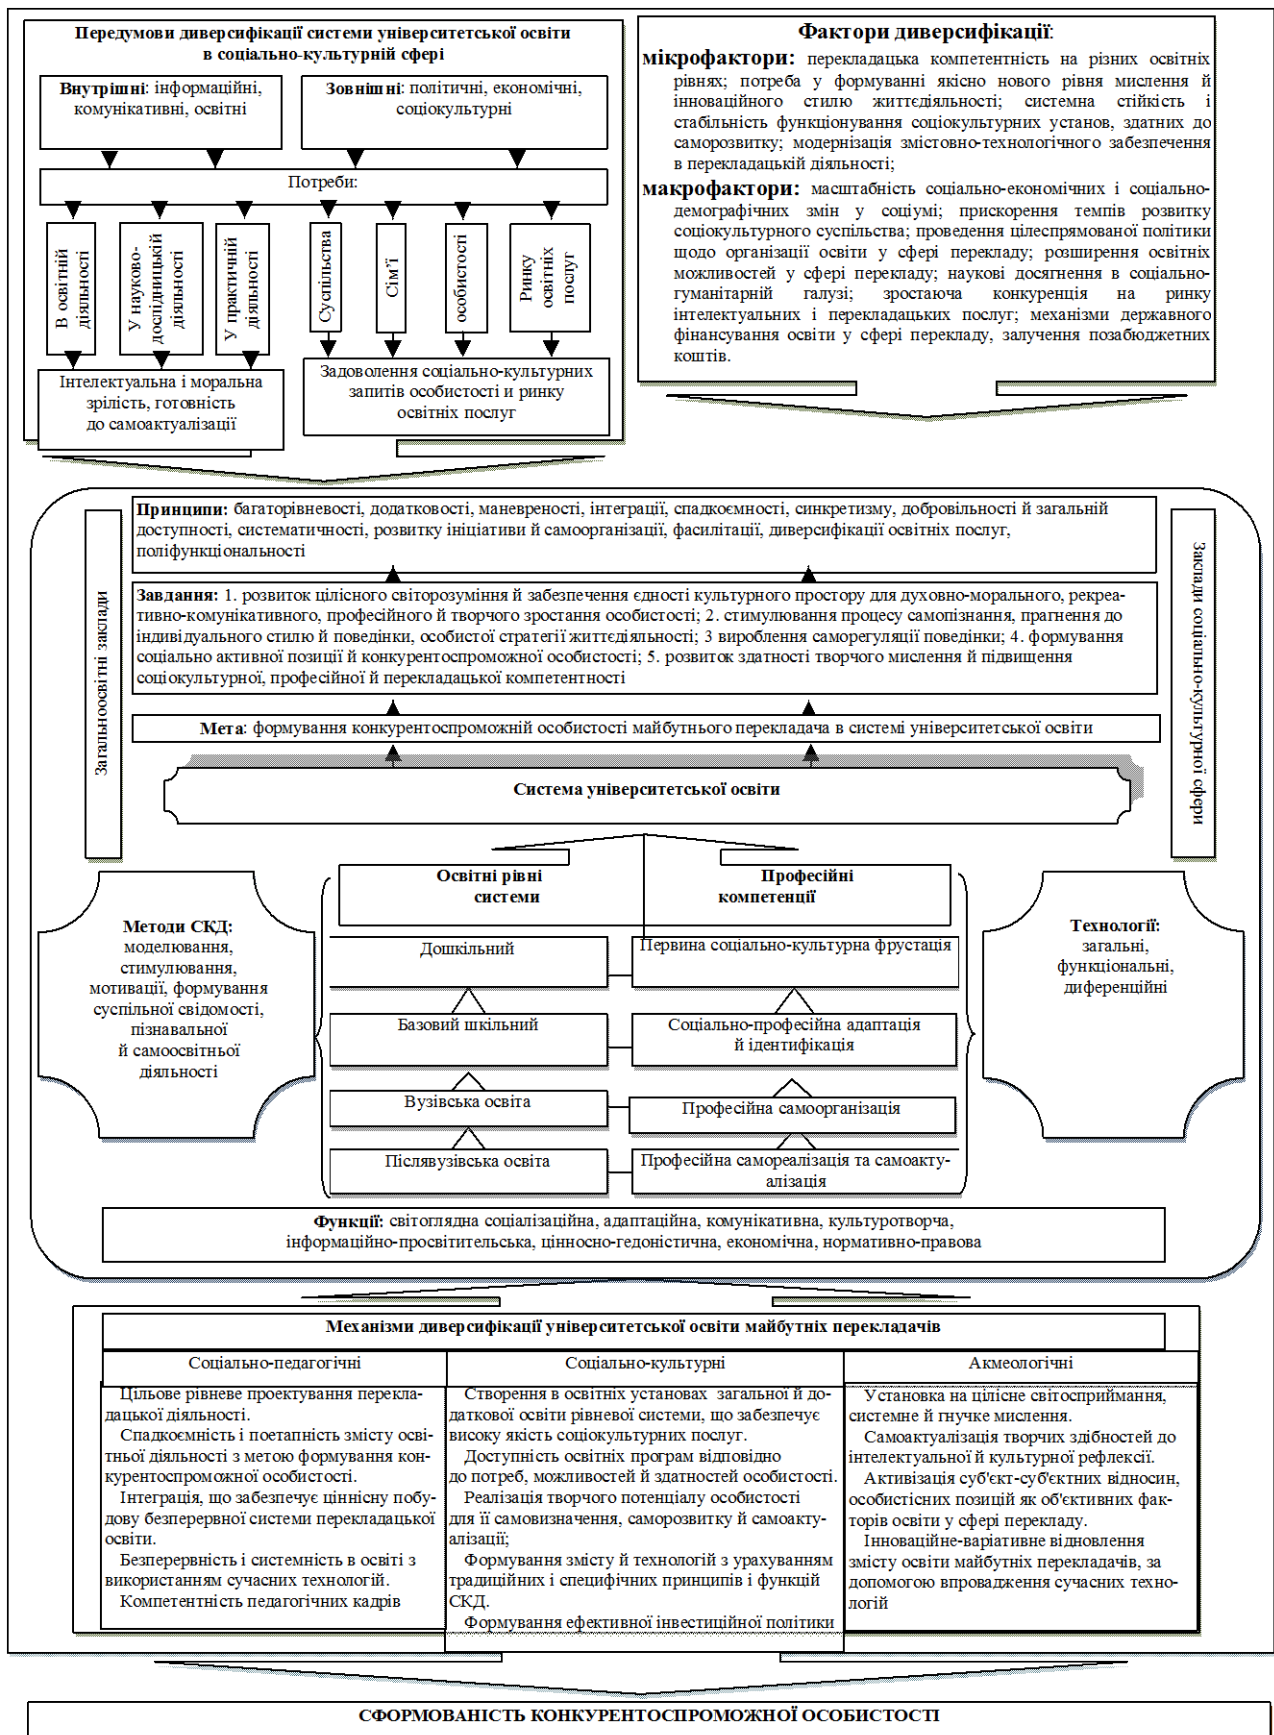 Передумови диверсифікації системи університетської освіти
в соціально-культурній сфері
Внутрішні: інформаційні,
комунікативні, освітні
Зовнішні: політичні, економічні,
соціокультурні
Потреби:
В освітній
діяльності
У науково-
дослідницькій
діяльності
У практичній
діяльності
Суспільства
Сім’ї
особистості
Ринку
освітніх
послуг
Інтелектуальна і моральна
зрілість, готовність
до самоактуалізації
Задоволення соціально-культурних
запитів особистості и ринку
освітніх послуг
Фактори диверсифікації:
мікрофактори: перекладацька компетентність на різних освітніх
рівнях; потреба у формуванні якісно нового рівня мислення й
інноваційного стилю життєдіяльності; системна стійкість і
стабільність функціонування соціокультурних установ, здатних до
саморозвитку; модернізація змістовно-технологічного забезпечення
в перекладацькій діяльності;
макрофактори: масштабність соціально-економічних і соціально-
демографічних змін у соціумі; прискорення темпів розвитку
соціокультурного суспільства; проведення цілеспрямованої політики
щодо організації освіти у сфері перекладу; розширення освітніх
можливостей у сфері перекладу; наукові досягнення в соціально-
гуманітарній галузі; зростаюча конкуренція на ринку
інтелектуальних і перекладацьких послуг; механізми державного
фінансування освіти у сфері перекладу, залучення позабюджетних
коштів.
Загальноосвітні заклади
Принципи: багаторівневості, додатковості, маневреності, інтеграції, спадкоємності, синкретизму, добровільності й загальній
доступності, систематичності, розвитку ініціативи й самоорганізації, фасилітації, диверсифікації освітніх послуг,
поліфункціональності
Завдання: 1. розвиток цілісного світорозуміння й забезпечення єдності культурного простору для духовно-морального, рекреа-
тивно-комунікативного, професійного й творчого зростання особистості; 2. стимулювання процесу самопізнання, прагнення до
індивідуального стилю й поведінки, особистої стратегії життєдіяльності; 3 вироблення саморегуляції поведінки; 4. формування
соціально активної позиції й конкурентоспроможної особистості; 5. розвиток здатності творчого мислення й підвищення
соціокультурної, професійної й перекладацької компетентності
Мета: формування конкурентоспроможній особистості майбутнього перекладача в системі університетської освіти
Система університетської освіти
Заклади соціально-культурної сфери
Методи СКД:
моделювання,
стимулювання,
мотивації, формування
суспільної свідомості,
пізнавальної
й самоосвітньої
діяльності
Освітні рівні
системи
Професійні
компетенції
Дошкільний
Первина соціально-культурна фрустація
Базовий шкільний
Соціально-професійна адаптація
й ідентифікація
Вузівська освіта
Професійна самоорганізація
Післявузівська освіта
Професійна самореалізація та самоакту-
алізація
Технології:
загальні,
функціональні,
диференційні
Функції: світоглядна соціалізаційна, адаптаційна, комунікативна, культуротворча,
інформаційно-просвітительська, цінносно-гедоністична, економічна, нормативно-правова
Механізми диверсифікації університетської освіти майбутніх перекладачів
Соціально-педагогічні
Цільове рівневе проектування перекла-
дацької діяльності.
Спадкоємність і поетапність змісту осві-
тньої діяльності з метою формування кон-
курентоспроможної особистості.
Інтеграція, що забезпечує ціннісну побу-
дову безперервної системи перекладацької
освіти.
Безперервність і системність в освіті з
використанням сучасних технологій.
Компетентність педагогічних кадрів
Соціально-культурні
Створення в освітніх установах загальної й до-
даткової освіти рівневої системи, що забезпечує
високу якість соціокультурних послуг.
Доступність освітніх програм відповідно
до потреб, можливостей й здатностей особистості.
Реалізація творчого потенціалу особистості
для її самовизначення, саморозвитку й самоакту-
алізації;
Формування змісту й технологій з урахуванням
традиційних і специфічних принципів і функцій
СКД.
Формування ефективної інвестиційної політики
Акмеологічні
Установка на цілісне світосприймання,
системне й гнучке мислення.
Самоактуалізація творчих здібностей до
інтелектуальної й культурної рефлексії.
Активізація суб'єкт-суб'єктних відносин,
особистісних позицій як об'єктивних фак-
торів освіти у сфері перекладу.
Інноваційне-варіативне відновлення
змісту освіти майбутніх перекладачів, за
допомогою впровадження сучасних техно-
логій
СФОРМОВАНІСТЬ КОНКУРЕНТОСПРОМОЖНОЇ ОСОБИСТОСТІ